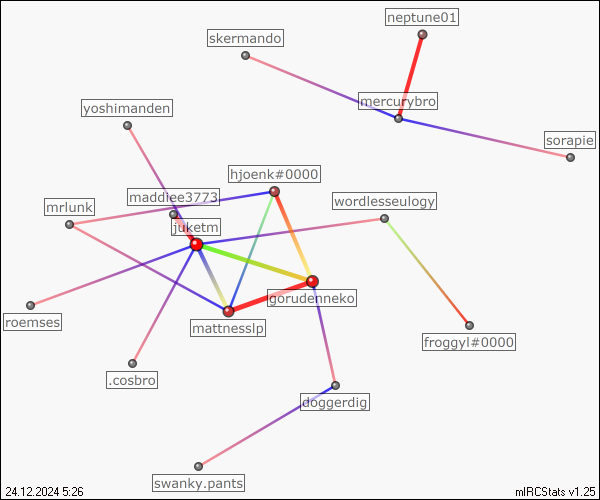 neptune01
skermando
mercurybro
yoshimanden
sorapie
hjoenk#0000
maddiee3773
wordlesseulogy
mrlunk
juketm
gorudenneko
roemses
mattnesslp
froggyl#0000
.cosbro
doggerdig
swanky.pants
24.12.2024 5:26
mIRCStats v1.25